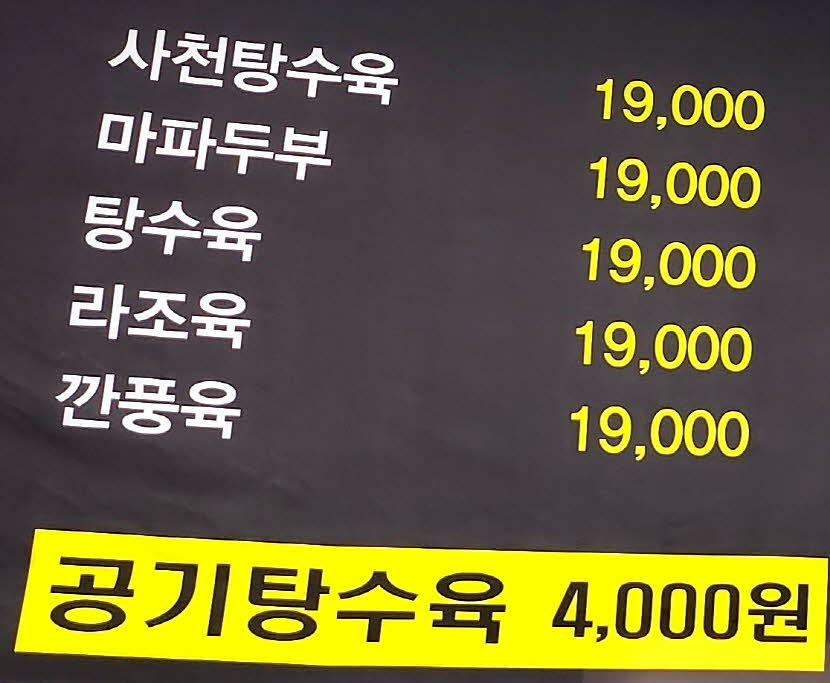 사천탕수육 19,000
마파두부 19,000
탕수육 19,000
라조육 19,000
깐풍육 19,000
공기탕수육 4,000원